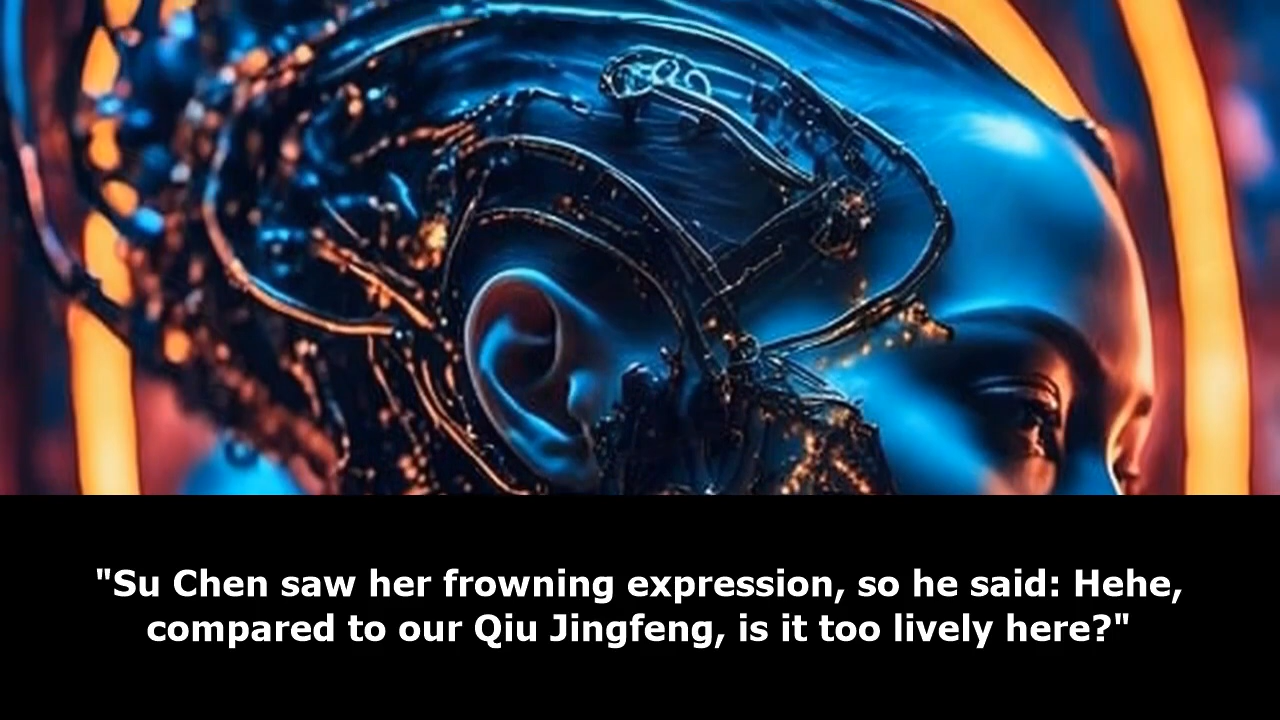 "Su Chen saw her frowning expression, so he said: Hehe,
compared to our Qiu Jingfeng, is it too lively here?"